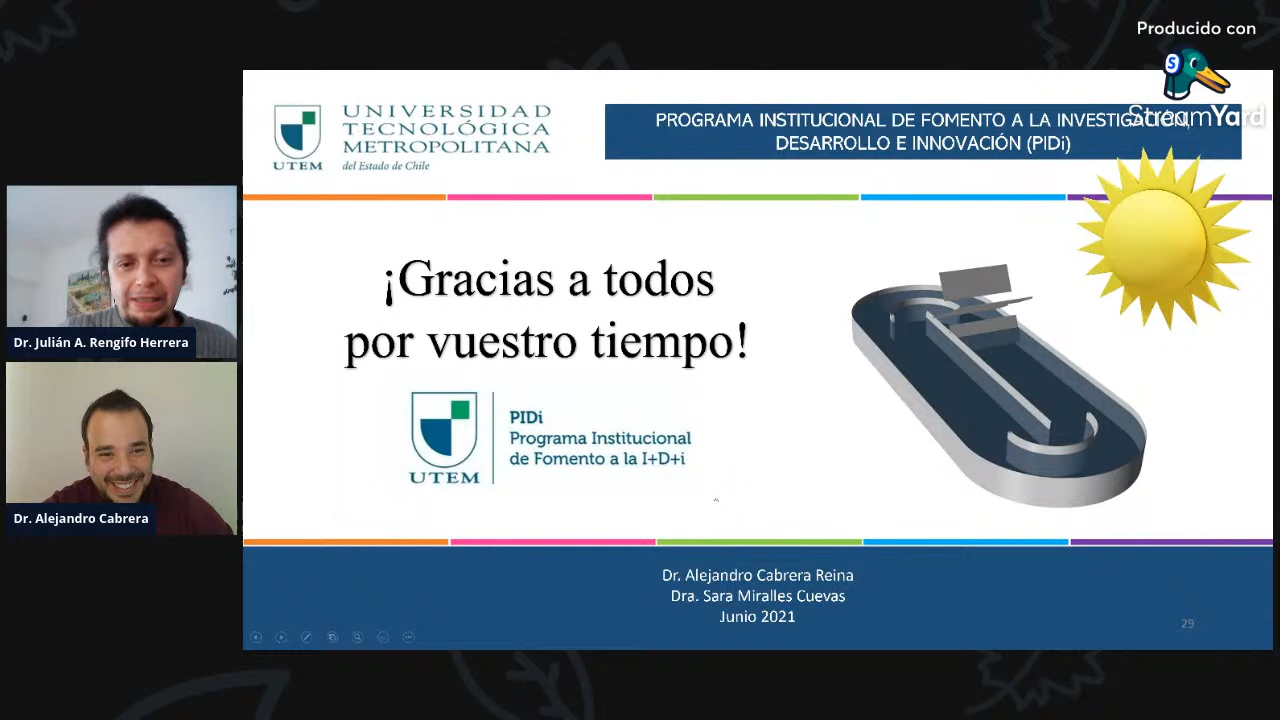 Producido con
StreamYard
UNIVERSIDAD
TECNOLÓGICA
METROPOLITANA
UTEM
del Estado de Chile
PROGRAMA INSTITUCIONAL DE FOMENTO A LA INVESTIGACIÓN,
DESARROLLO E INNOVACIÓN (PIDi)
¡Gracias a todos
por vuestro tiempo!
PIDi
Programa Institucional
de Fomento a la I+D+i
UTEM
Dr. Julián A. Rengifo Herrera
Dr. Alejandro Cabrera
Dr. Alejandro Cabrera Reina
Dra. Sara Miralles Cuevas
Junio 2021
29